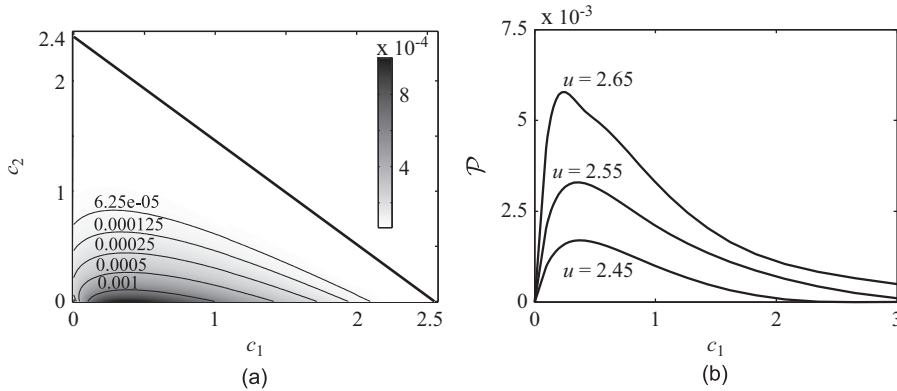 x 10⁻³
2.4
2
1
0
c₂
x 10⁻⁴
8
4
6.25e-05
0.000125
0.00025
0.0005
0.001
0
1
2
2.5
c₁
(a)
7.5
5
2.5
0
𝒫
u = 2.65
u = 2.55
u = 2.45
0
1
2
3
c₁
(b)